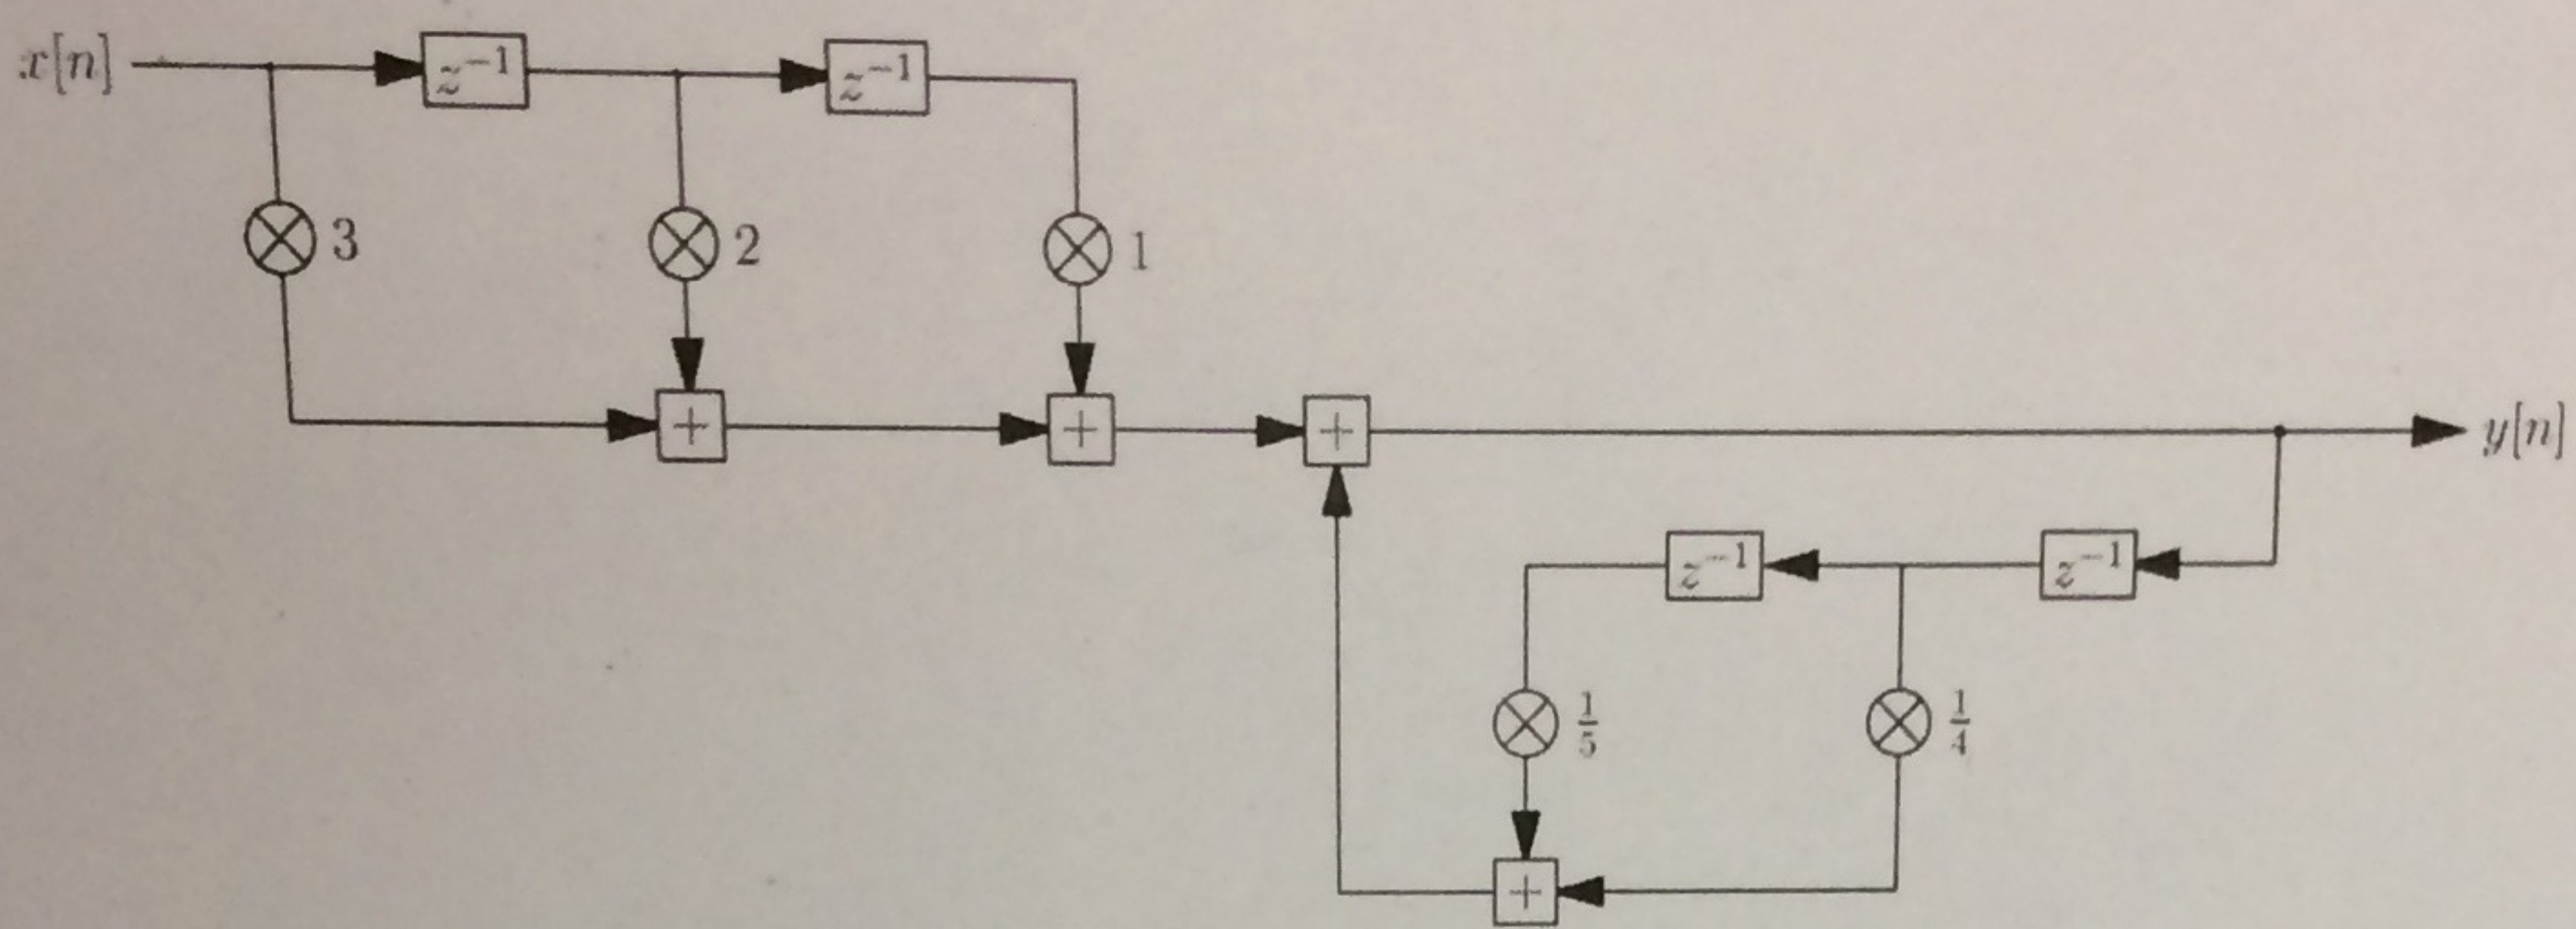 x[n] z⁻¹ z⁻¹
3 2 1
+ + + y[n]
z⁻¹ z⁻¹
1/5 1/4
+